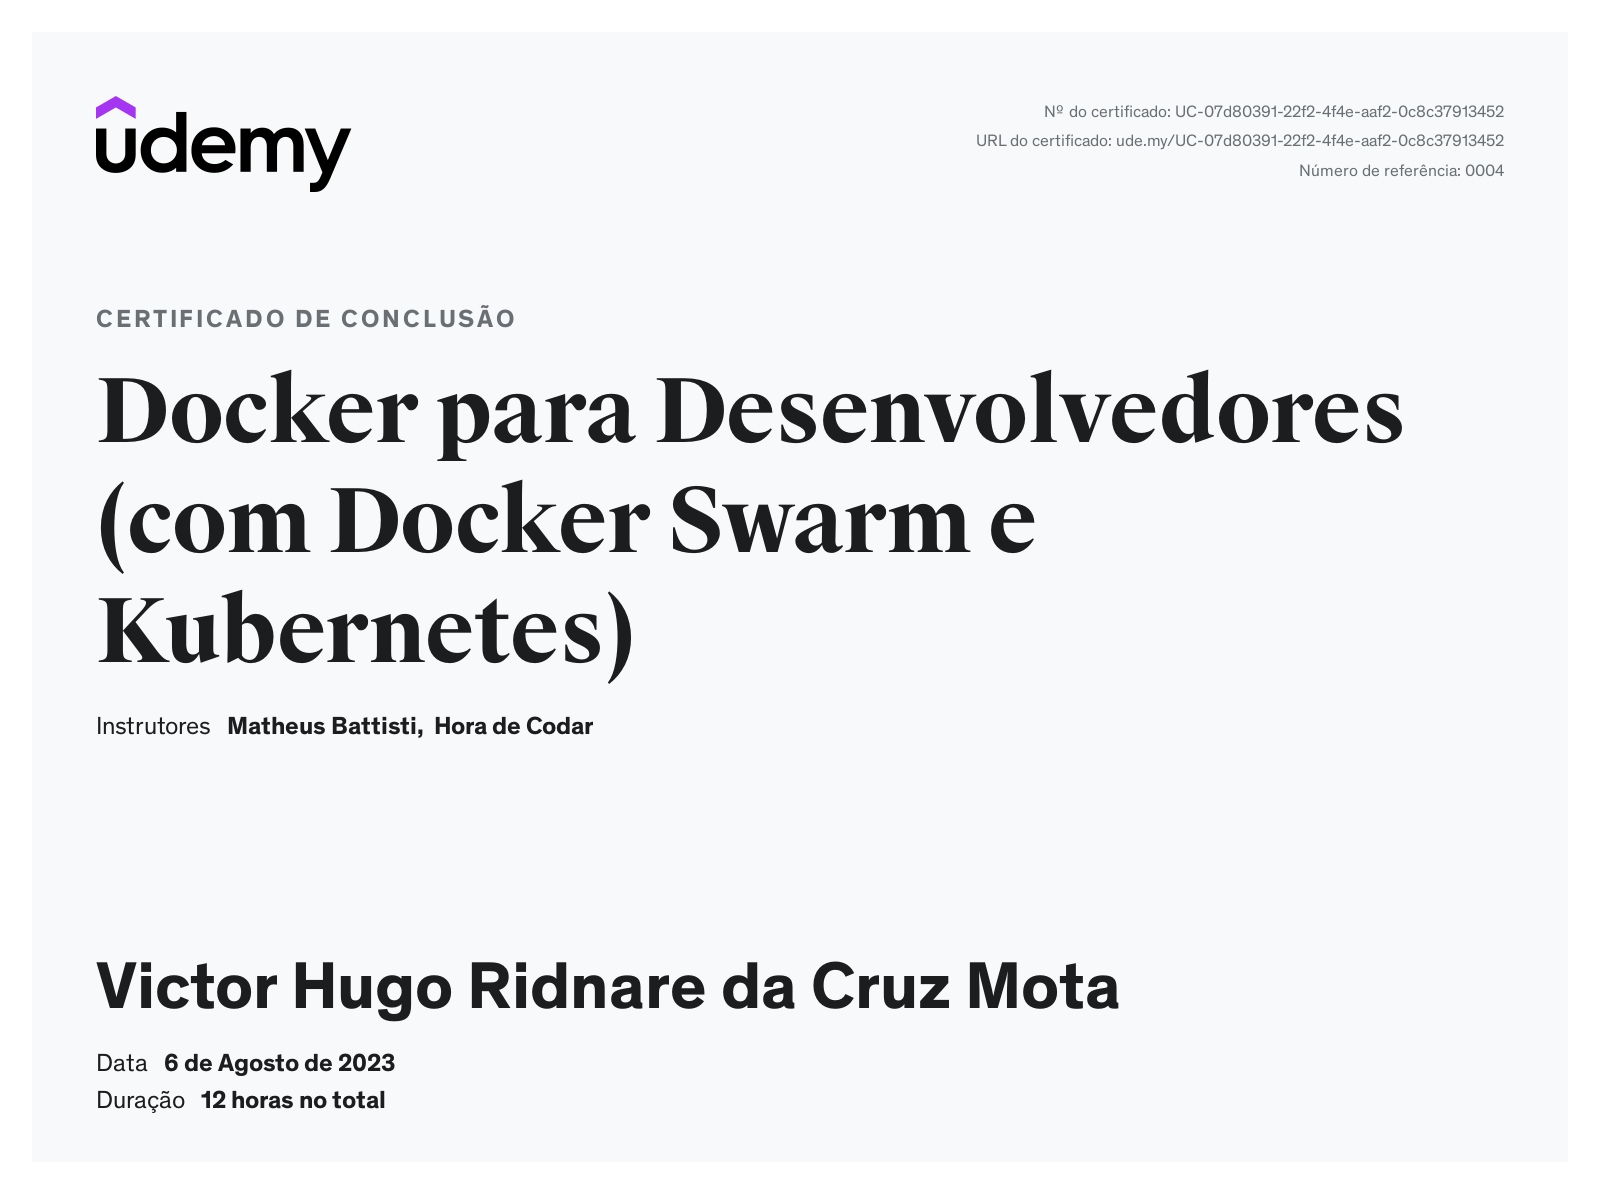 udemy
Nº do certificado: UC-07d80391-22f2-4f4e-aaf2-0c8c37913452
URL do certificado: ude.my/UC-07d80391-22f2-4f4e-aaf2-0c8c37913452
Número de referência: 0004
CERTIFICADO DE CONCLUSÃO
Docker para Desenvolvedores
(com Docker Swarm e
Kubernetes)
Instrutores Matheus Battisti, Hora de Codar
Victor Hugo Ridnare da Cruz Mota
Data 6 de Agosto de 2023
Duração 12 horas no total